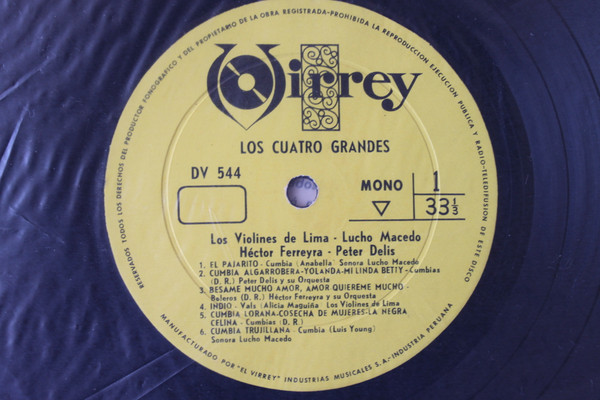 RESERVADOS TODOS LOS DERECHOS DEL PRODUCTOR FONOGRAFICO Y DEL PROPIETARIO DE LA OBRA REGISTRADA-PROHIBIDA LA REPRODUCCION EJECUCION PUBLICA Y RADIO-TELEDIFUSION DE ESTE DISCO
Virrey
LOS CUATRO GRANDES
DV 544
MONO
1
33 1/3
Los Violines de Lima - Lucho Macedo
Héctor Ferreyra - Peter Delis
1. EL PAJARITO - Cumbia (Anabella) Sonora Lucho Macedo
2. CUMBIA ALGARROBERA-YOLANDA-MI LINDA BETTY-Cumbias
(D. R.) Peter Delis y su Orquesta
3. BESAME MUCHO AMOR, AMOR QUIEREME MUCHO -
Boleros (D. R.) Héctor Ferreyra y su Orquesta
4. INDIO - Vals (Alicia Maguiña Los Violines de Lima
5. CUMBIA LORANA-COSECHA DE MUJERES-LA NEGRA
CELINA - Cumbias (D. R.)
6. CUMBIA TRUJILLANA - Cumbia (Luis Young)
Sonora Lucho Macedo
MANUFACTURADO POR "EL VIRREY" INDUSTRIAS MUSICALES S.A.-INDUSTRIA PERUANA